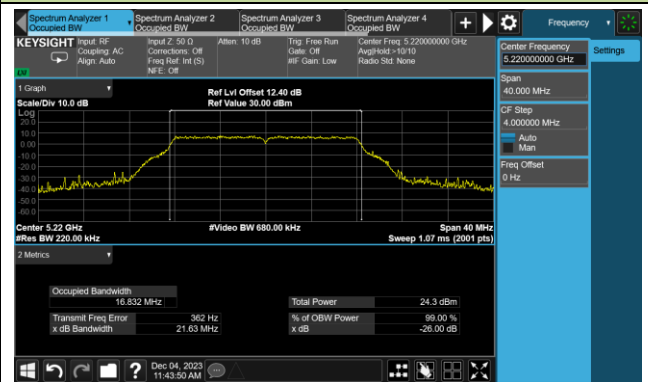 Spectrum Analyzer 1
Occupied BW
Spectrum Analyzer 2
Occupied BW
Spectrum Analyzer 3
Occupied BW
Spectrum Analyzer 4
Occupied BW
+
Frequency
KEYSIGHT
Input: RF
Coupling: AC
Align: Auto
Input Z: 50 Ω
Corrections: Off
Freq Ref: Int (S)
NFE: Off
Atten: 10 dB
Trig: Free Run
Gate: Off
#IF Gain: Low
Center Freq: 5.220000000 GHz
Avg|Hold:>10/10
Radio Std: None
Center Frequency
5.220000000 GHz
Settings
Span
40.000 MHz
CF Step
4.000000 MHz
Auto
Man
Freq Offset
0 Hz
1 Graph
Scale/Div 10.0 dB
Ref Lvl Offset 12.40 dB
Ref Value 30.00 dBm
Log
20.0
10.0
0.00
-10.0
-20.0
-30.0
-40.0
-50.0
-60.0
Center 5.22 GHz
#Video BW 680.00 kHz
Span 40 MHz
#Res BW 220.00 kHz
Sweep 1.07 ms (2001 pts)
2 Metrics
Occupied Bandwidth
16.832 MHz
Total Power 24.3 dBm
Transmit Freq Error 362 Hz
% of OBW Power 99.00 %
x dB Bandwidth 21.63 MHz
x dB -26.00 dB
?
Dec 04, 2023
11:43:50 AM